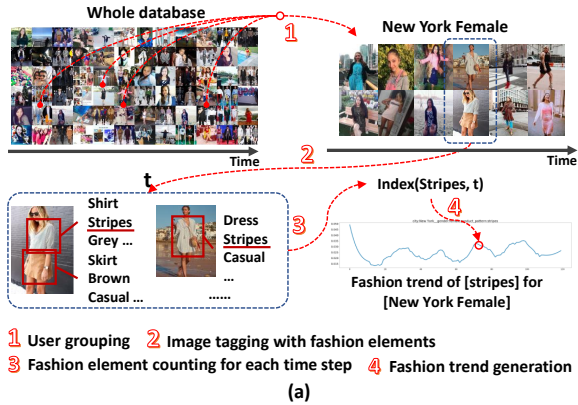 Whole database
1
New York Female
Time
Time
2
t
Shirt
Stripes
Grey ...
Skirt
Brown
Casual ...
Dress
Stripes
Casual
...
......
3
Index(Stripes, t)
4
Fashion trend of [stripes] for
[New York Female]
1 User grouping 2 Image tagging with fashion elements
3 Fashion element counting for each time step 4 Fashion trend generation
(a)